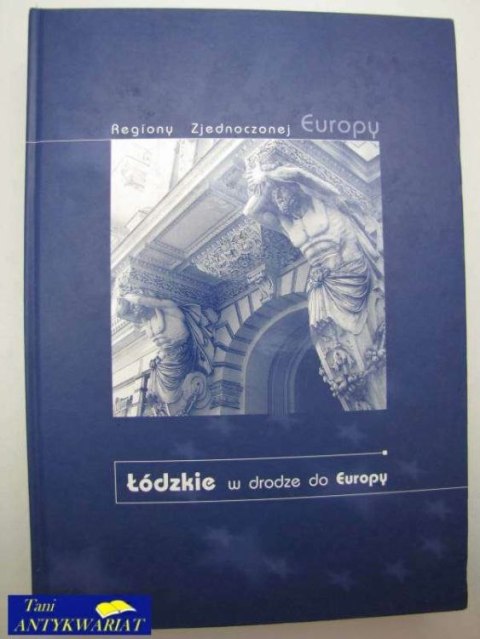 Regiony Zjednoczonej Europy
Łódzkie w drodze do Europy
Tani
ANTYKWARIAT